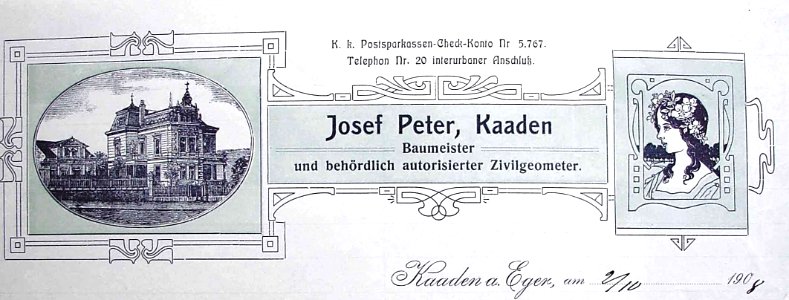 K. k. Postsparkassen-Check-Konto Nr 5.767.
Telephon Nr. 20 interurbaner Anschluß.
Josef Peter, Kaaden
Baumeister
und behördlich autorisierter Zivilgeometer.
Kaaden a. Eger, am 2/10 1908